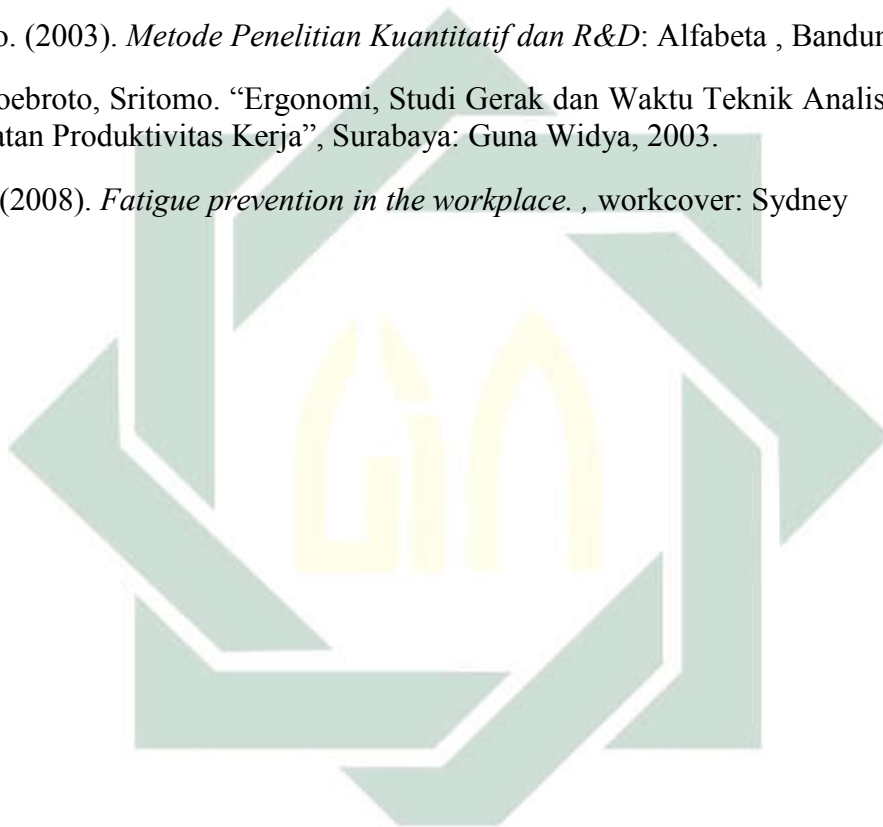 o. (2003). Metode Penelitian Kuantitatif dan R&D: Alfabeta , Bandun
oebroto, Sritomo. “Ergonomi, Studi Gerak dan Waktu Teknik Analis
atan Produktivitas Kerja”, Surabaya: Guna Widya, 2003.
(2008). Fatigue prevention in the workplace. , workcover: Sydney